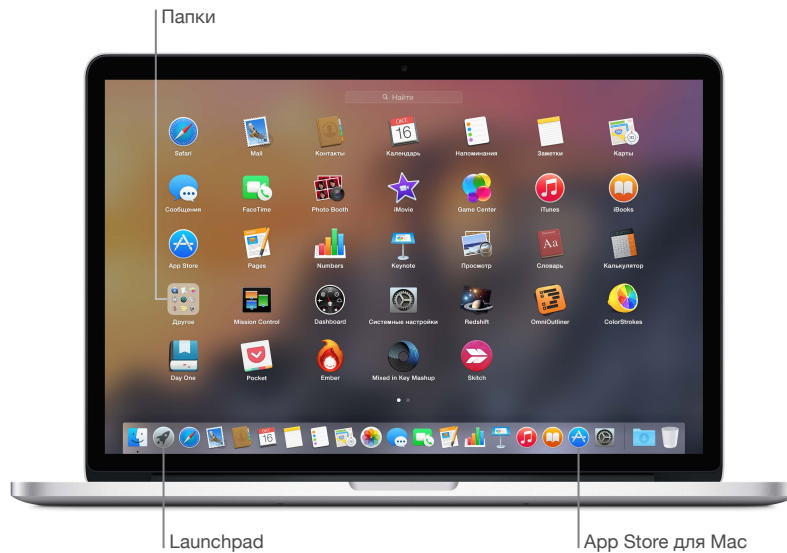 Папки
Найти
ОКТ
16
Safari
Mail
Контакты
Календарь
Напоминания
Заметки
Карты
Сообщения
FaceTime
Photo Booth
iMovie
Game Center
iTunes
iBooks
Aa
App Store
Pages
Numbers
Keynote
Просмотр
Словарь
Калькулятор
Другое
Mission Control
Dashboard
Системные настройки
Redshift
OmniOutliner
ColorStrokes
Day One
Pocket
Ember
Mixed in Key Mashup
Skitch
16
Launchpad
App Store для Mac